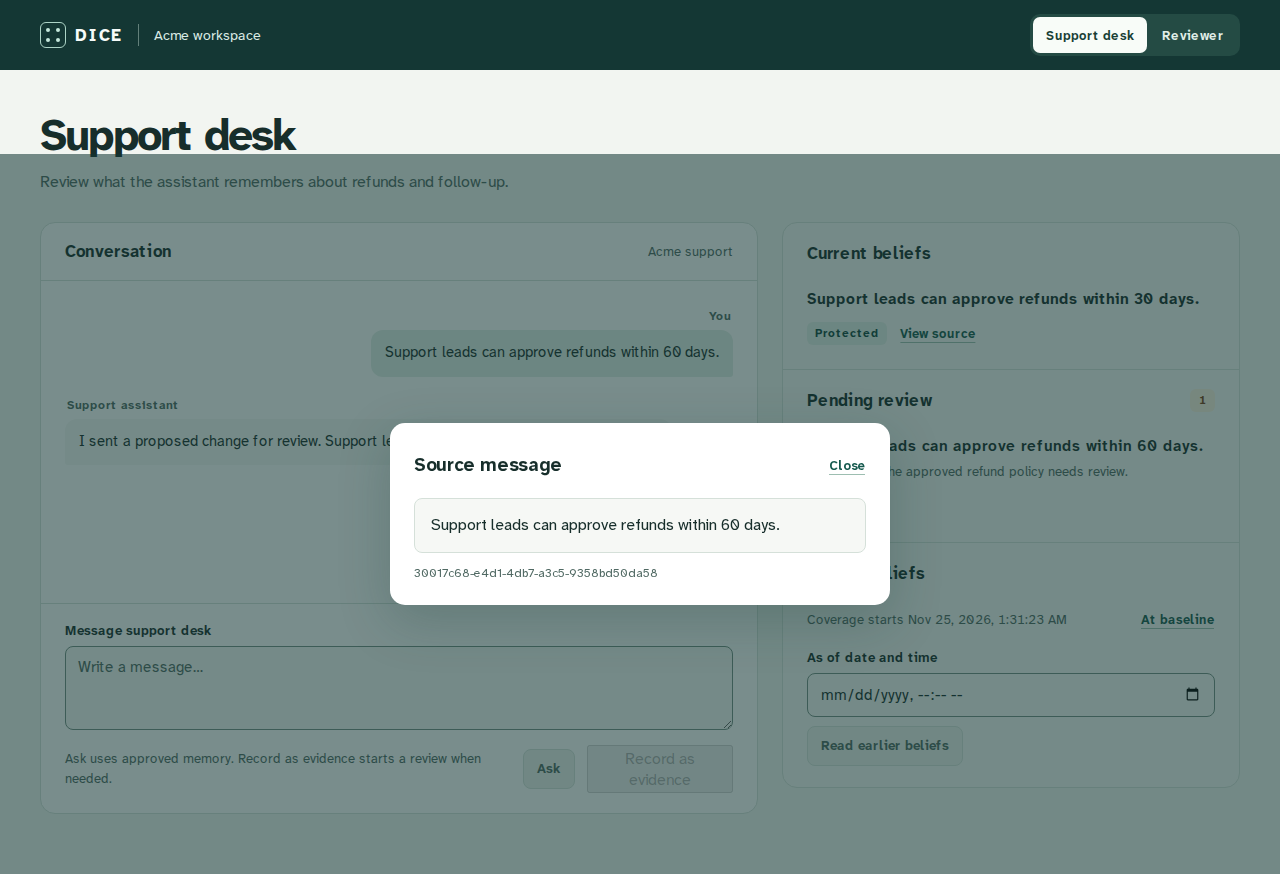 DICE
Acme workspace
Support desk
Reviewer
Support desk
Review what the assistant remembers about refunds and follow-up.
Conversation
Acme support
You
Support leads can approve refunds within 60 days.
Support assistant
I sent a proposed change for review. Support le
Current beliefs
Support leads can approve refunds within 30 days.
Protected
View source
Pending review
1
ads can approve refunds within 60 days.
he approved refund policy needs review.
Source message
Close
Support leads can approve refunds within 60 days.
30017c68-e4d1-4db7-a3c5-9358bd50da58
liefs
Coverage starts Nov 25, 2026, 1:31:23 AM
At baseline
As of date and time
mm/dd/yyyy, --:-- --
Read earlier beliefs
Message support desk
Write a message...
Ask uses approved memory. Record as evidence starts a review when
needed.
Ask
Record as
evidence